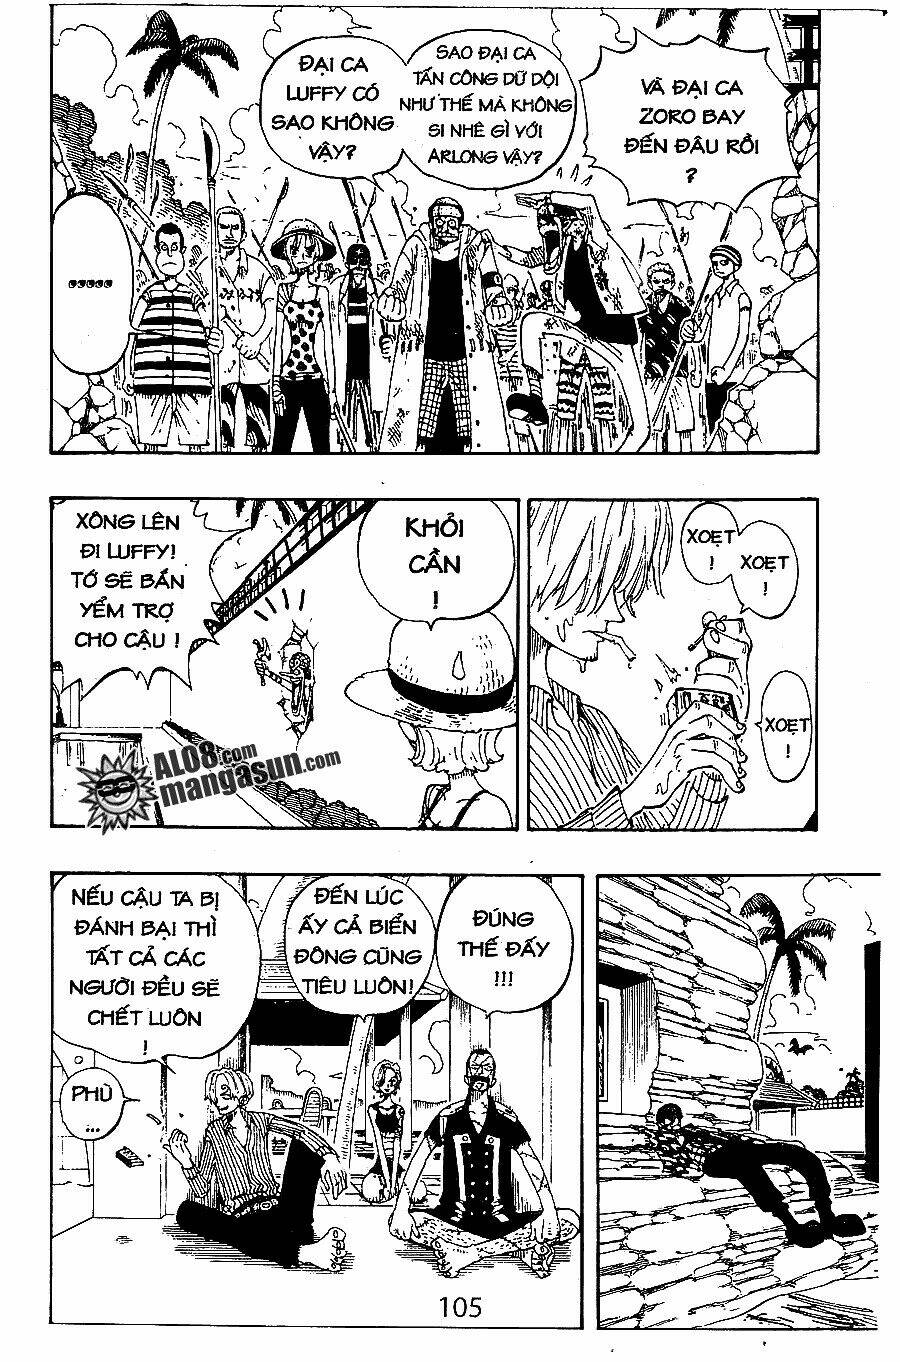 ĐẠI CA
LUFFY CÓ
SAO KHÔNG
VẬY?
SAO ĐẠI CA
TẤN CÔNG DỮ DỘI
NHƯ THẾ MÀ KHÔNG
SI NHÊ GÌ VỚI
ARLONG VẬY?
VÀ ĐẠI CA
ZORO BAY
ĐẾN ĐÂU RỒI
?
XÔNG LÊN
ĐI LUFFY!
TỚ SẼ BẮN
YỂM TRỢ
CHO CẬU !
KHỎI
CẦN
!
XOẸT
!
XOẸT
!
XOẸT
!
AL08.com
mangasun.com
NẾU CẬU TA BỊ
ĐÁNH BẠI THÌ
TẤT CẢ CÁC
NGƯỜI ĐỀU SẼ
CHẾT LUÔN
!
PHÙ
...
ĐẾN LÚC
ẤY CẢ BIỂN
ĐÔNG CŨNG
TIÊU LUÔN!
ĐÚNG
THẾ ĐẤY
!!!
105